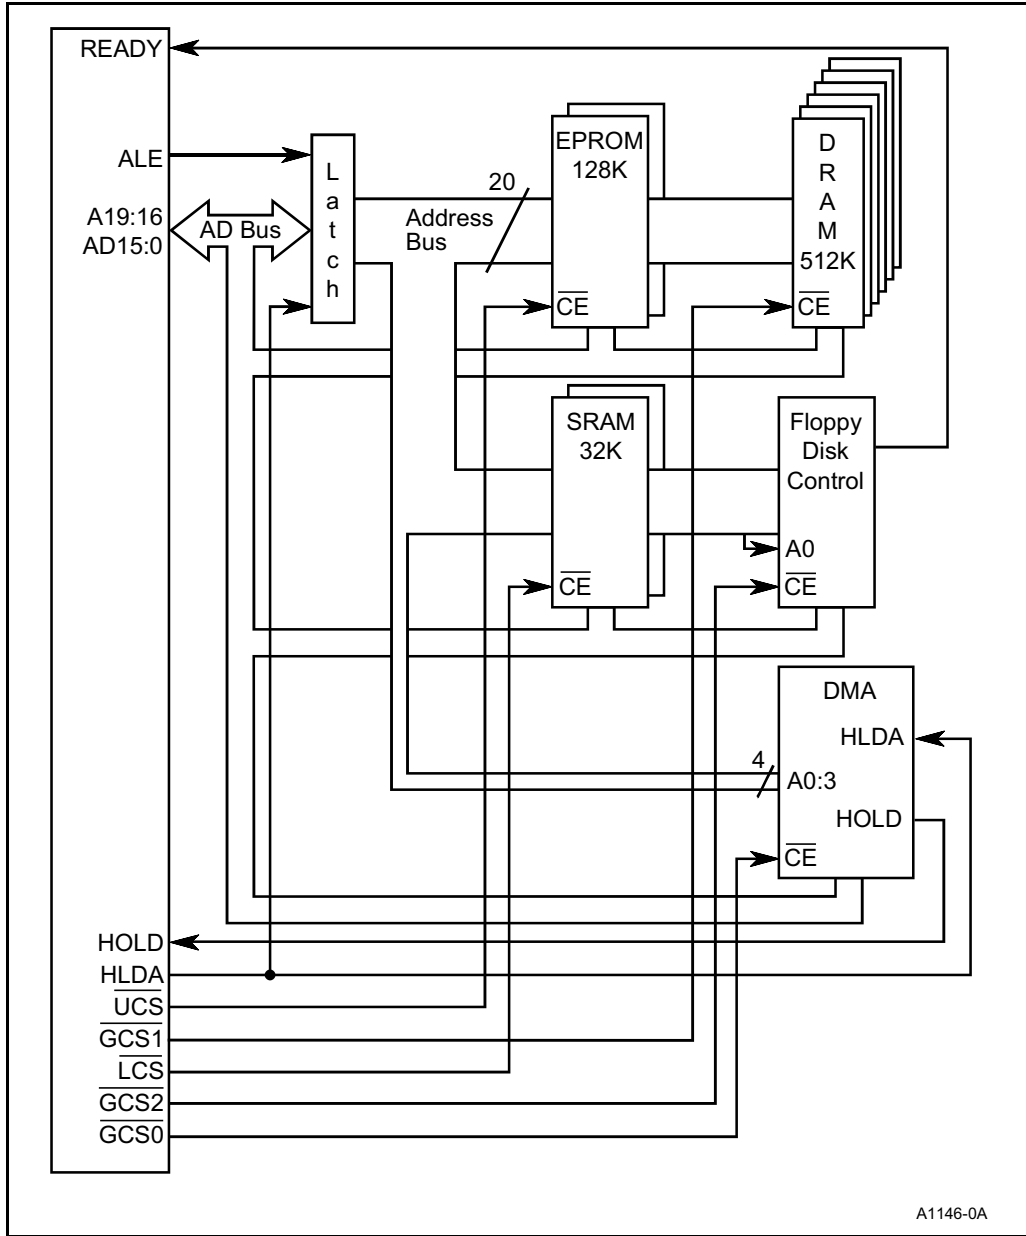 READY
ALE
A19:16
AD15:0
AD Bus
L
a
t
c
h
20
Address
Bus
EPROM
128K
CE
D
R
A
M
512K
CE
SRAM
32K
CE
Floppy
Disk
Control
A0
CE
DMA
HLDA
4
A0:3
HOLD
CE
HOLD
HLDA
UCS
GCS1
LCS
GCS2
GCS0
A1146-0A